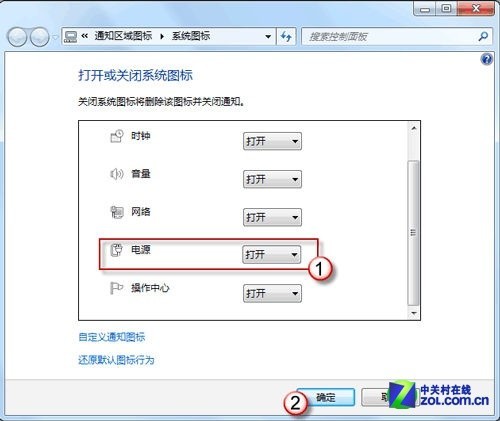 通知区域图标 系统图标 搜索控制面板
打开或关闭系统图标
关闭系统图标将删除该图标并关闭通知。
时钟 打开
音量 打开
网络 打开
电源 打开 1
操作中心 打开
自定义通知图标
还原默认图标行为
2 确定 取
中关村在线
ZOL.COM.CN